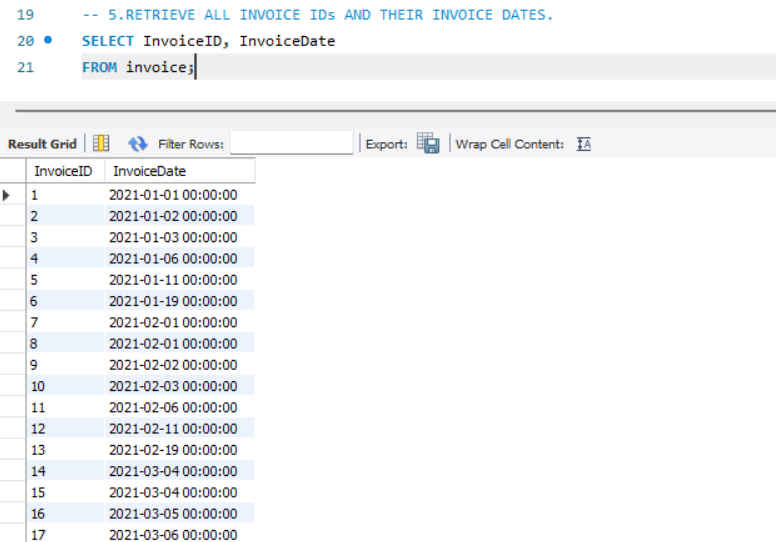 19 -- 5.RETRIEVE ALL INVOICE IDs AND THEIR INVOICE DATES.
20 SELECT InvoiceID, InvoiceDate
21 FROM invoice;
Result Grid Filter Rows: Export: Wrap Cell Content: IA
InvoiceID InvoiceDate
1 2021-01-01 00:00:00
2 2021-01-02 00:00:00
3 2021-01-03 00:00:00
4 2021-01-06 00:00:00
5 2021-01-11 00:00:00
6 2021-01-19 00:00:00
7 2021-02-01 00:00:00
8 2021-02-01 00:00:00
9 2021-02-02 00:00:00
10 2021-02-03 00:00:00
11 2021-02-06 00:00:00
12 2021-02-11 00:00:00
13 2021-02-19 00:00:00
14 2021-03-04 00:00:00
15 2021-03-04 00:00:00
16 2021-03-05 00:00:00
17 2021-03-06 00:00:00